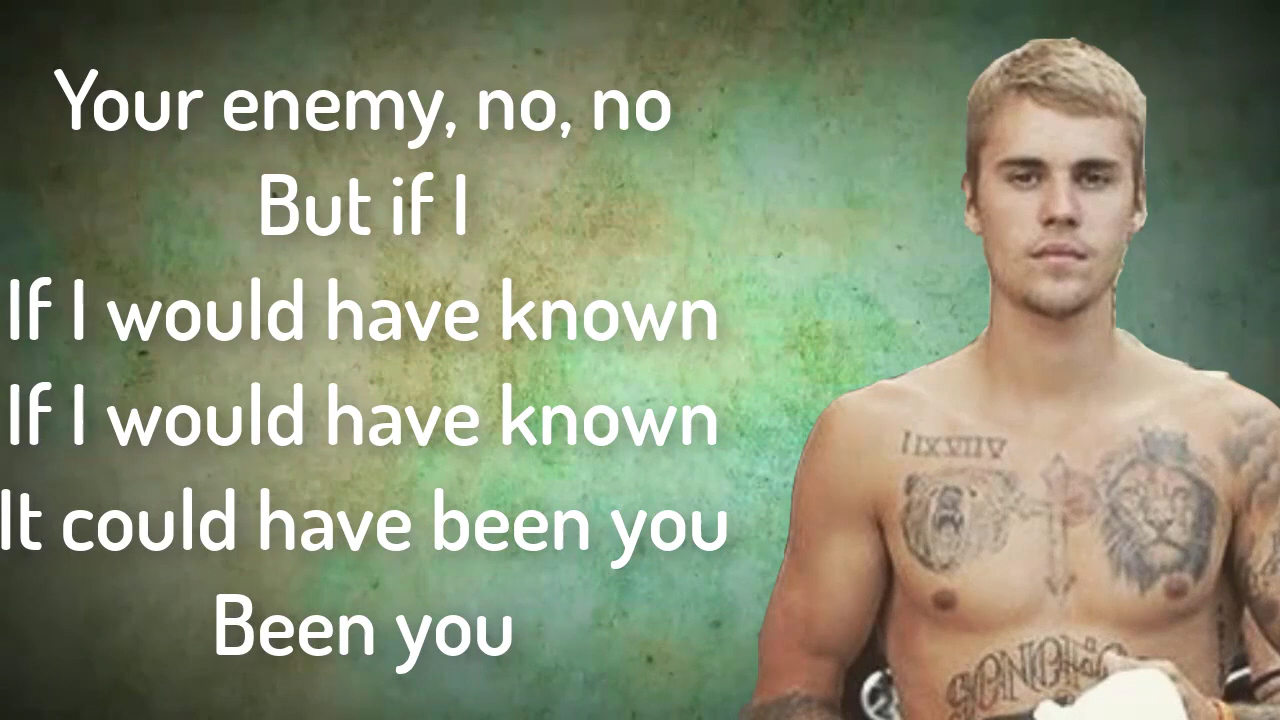 Your enemy, no, no
But if I
If I would have known
If I would have known
It could have been you
Been you